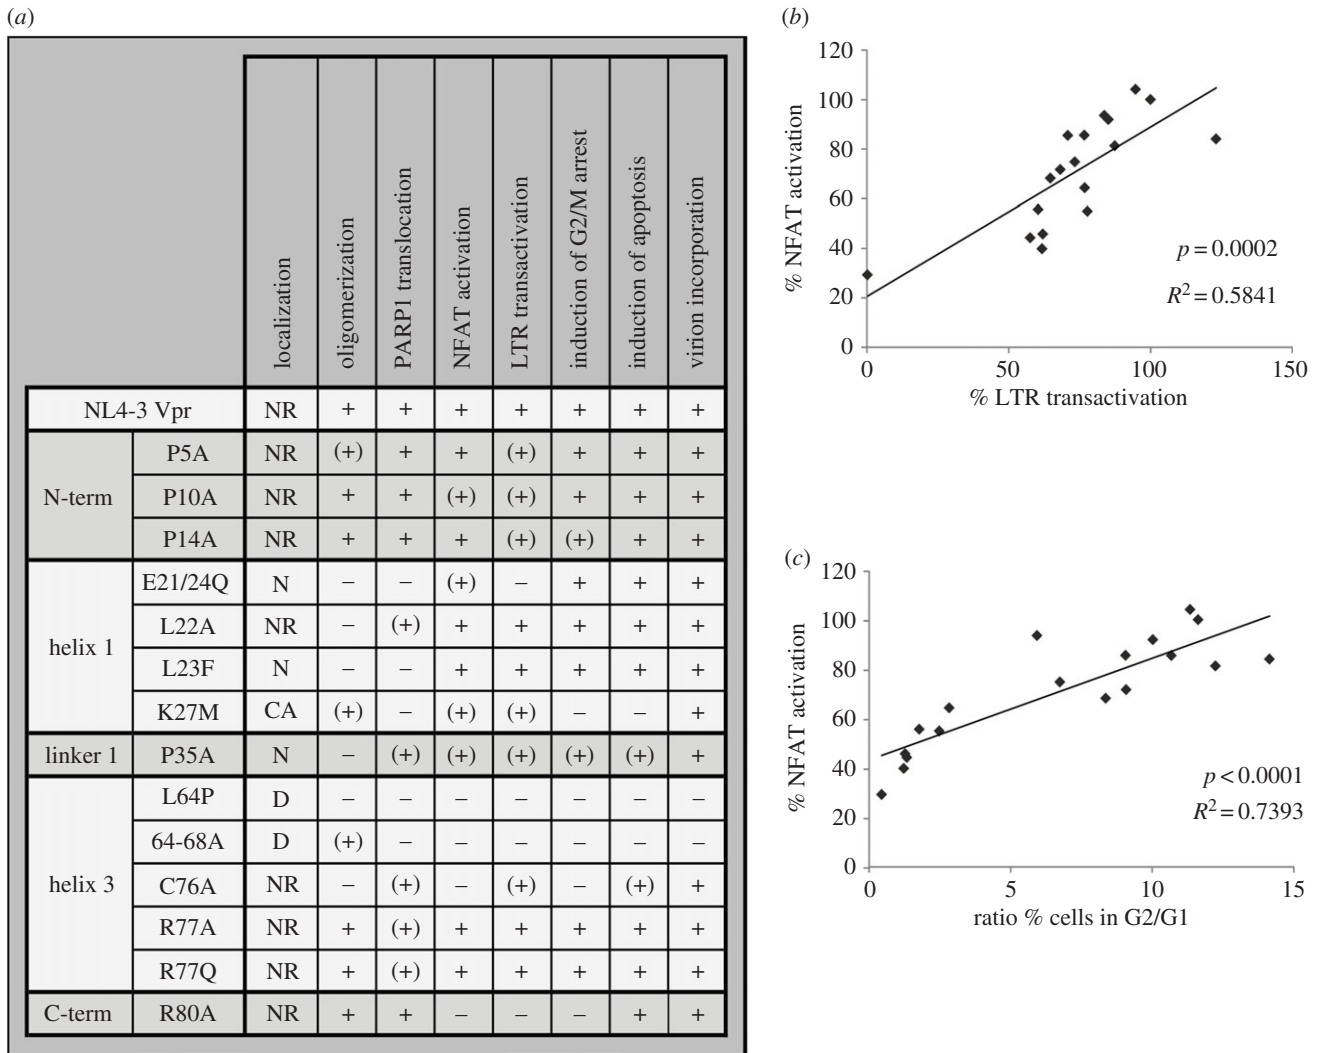 (a)
localization
oligomerization
PARP1 translocation
NFAT activation
LTR transactivation
induction of G2/M arrest
induction of apoptosis
virion incorporation
NL4-3 Vpr NR + + + + + + +
N-term
P5A NR (+) + + (+) + + +
P10A NR + + (+) (+) + + +
P14A NR + + + (+) (+) + +
helix 1
E21/24Q N – – (+) – + + +
L22A NR – (+) + + + + +
L23F N – – + + + + +
K27M CA (+) – (+) (+) – – +
linker 1 P35A N – (+) (+) (+) (+) (+) +
helix 3
L64P D – – – – – – –
64-68A D (+) – – – – – –
C76A NR – (+) – (+) – (+) +
R77A NR + (+) + + + + +
R77Q NR + (+) + + + + +
C-term R80A NR + + – – – + +
(b)
% NFAT activation
120
100
80
60
40
20
0
p = 0.0002
R² = 0.5841
0 50 100 150
% LTR transactivation
(c)
% NFAT activation
120
100
80
60
40
20
0
p < 0.0001
R² = 0.7393
0 5 10 15
ratio % cells in G2/G1